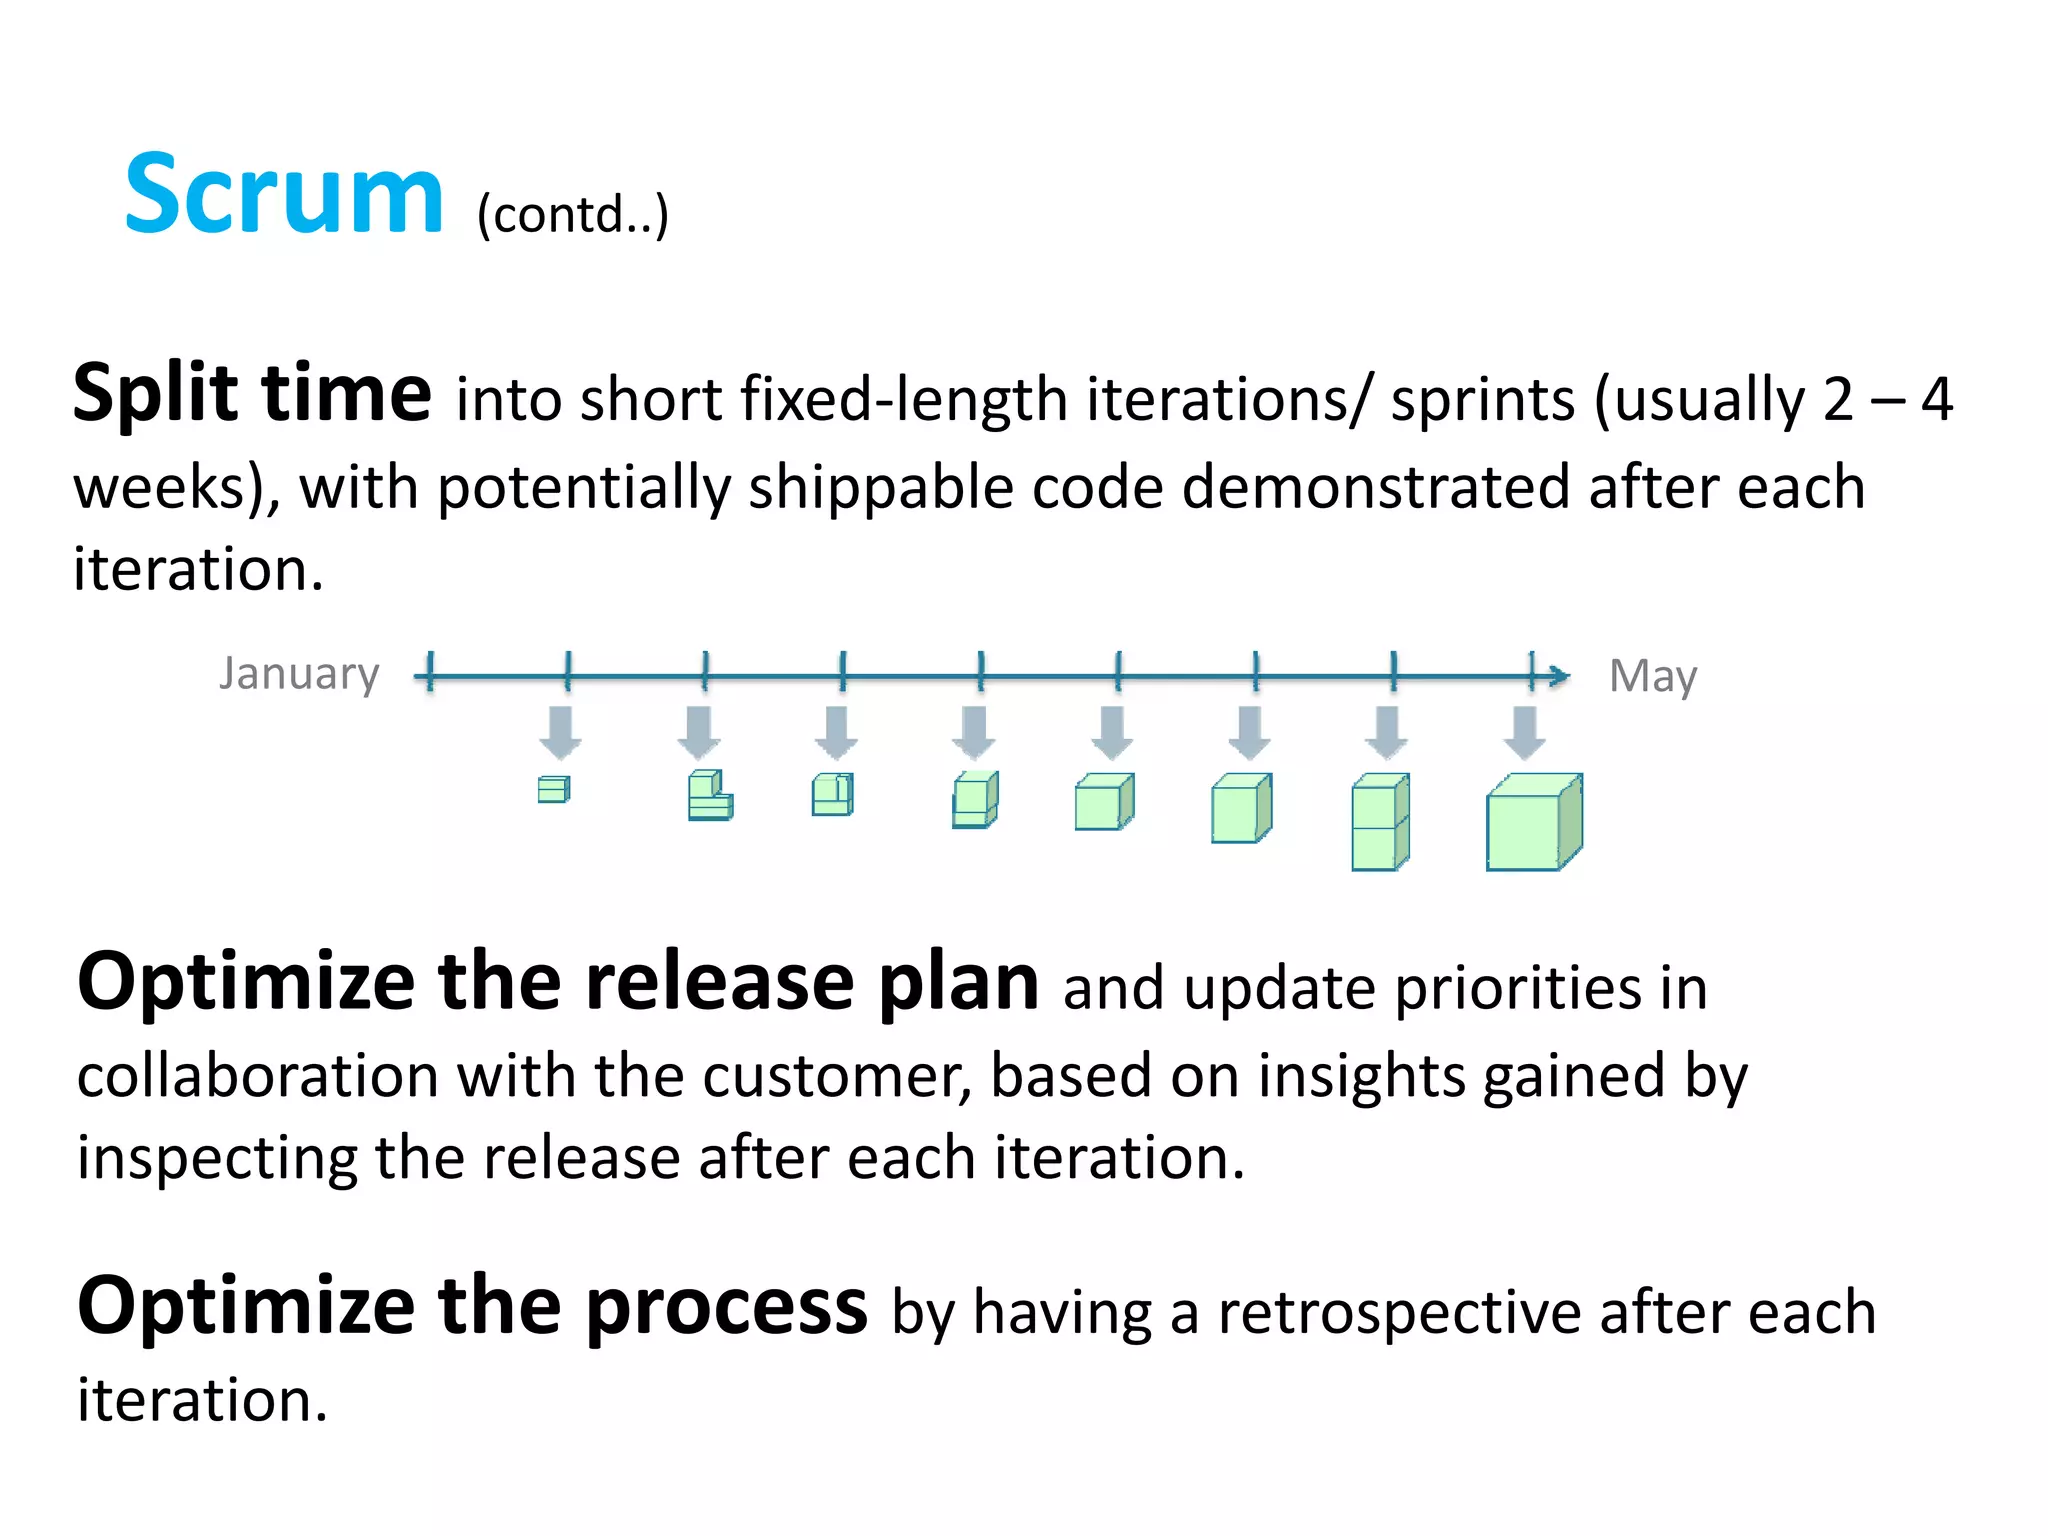 Scrum (contd..)
Split time into short fixed-length iterations/ sprints (usually 2 – 4
weeks), with potentially shippable code demonstrated after each
iteration.
January May
Optimize the release plan and update priorities in
collaboration with the customer, based on insights gained by
inspecting the release after each iteration.
Optimize the process by having a retrospective after each
iteration.